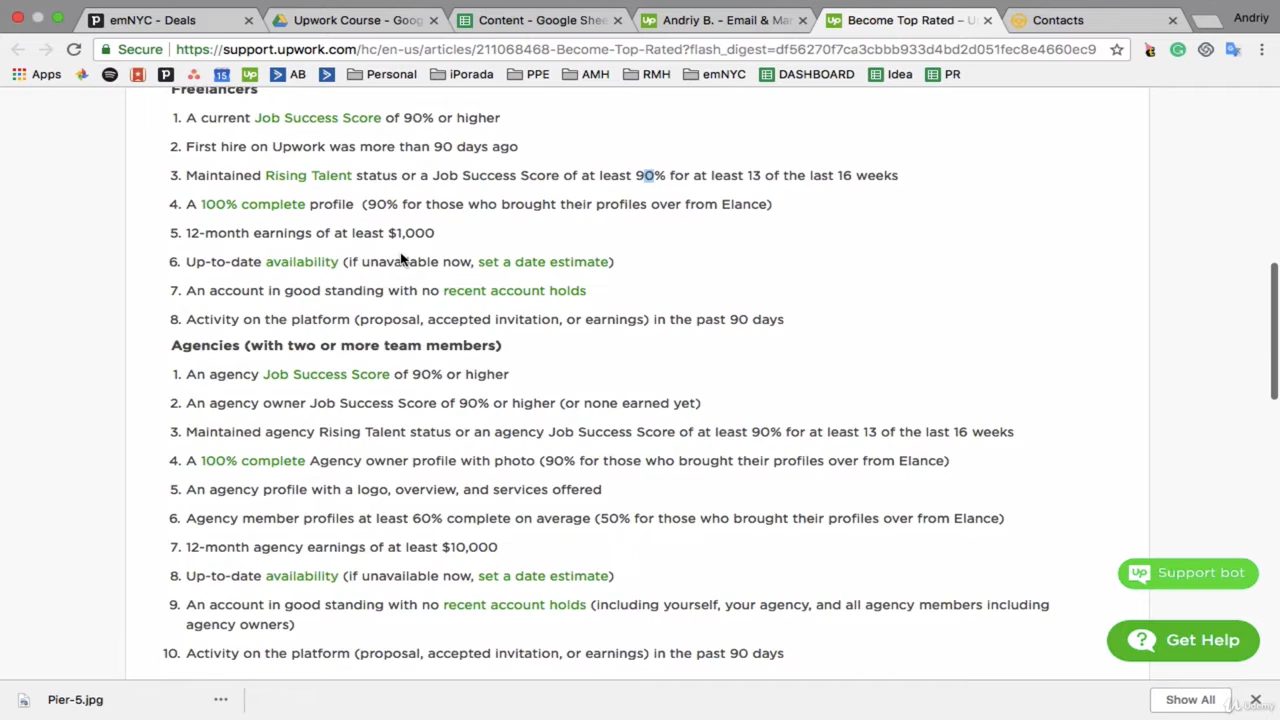 emNYC - Deals
Upwork Course - Goog
Content - Google Shee
Andriy B. - Email & Mar
Become Top Rated – U
Contacts
Andriy
Secure
https://support.upwork.com/hc/en-us/articles/211068468-Become-Top-Rated?flash_digest=df56270f7ca3cbbb933d4bd2d051fec8e4660ec9
Apps 15 Up AB Personal iPorada PPE AMH RMH emNYC DASHBOARD Idea PR
Freelancers
1. A current Job Success Score of 90% or higher
2. First hire on Upwork was more than 90 days ago
3. Maintained Rising Talent status or a Job Success Score of at least 90% for at least 13 of the last 16 weeks
4. A 100% complete profile (90% for those who brought their profiles over from Elance)
5. 12-month earnings of at least $1,000
6. Up-to-date availability (if unavailable now, set a date estimate)
7. An account in good standing with no recent account holds
8. Activity on the platform (proposal, accepted invitation, or earnings) in the past 90 days
Agencies (with two or more team members)
1. An agency Job Success Score of 90% or higher
2. An agency owner Job Success Score of 90% or higher (or none earned yet)
3. Maintained agency Rising Talent status or an agency Job Success Score of at least 90% for at least 13 of the last 16 weeks
4. A 100% complete Agency owner profile with photo (90% for those who brought their profiles over from Elance)
5. An agency profile with a logo, overview, and services offered
6. Agency member profiles at least 60% complete on average (50% for those who brought their profiles over from Elance)
7. 12-month agency earnings of at least $10,000
8. Up-to-date availability (if unavailable now, set a date estimate)
9. An account in good standing with no recent account holds (including yourself, your agency, and all agency members including
agency owners)
10. Activity on the platform (proposal, accepted invitation, or earnings) in the past 90 days
Up Support bot
Get Help
Pier-5.jpg
Show All
Udemy